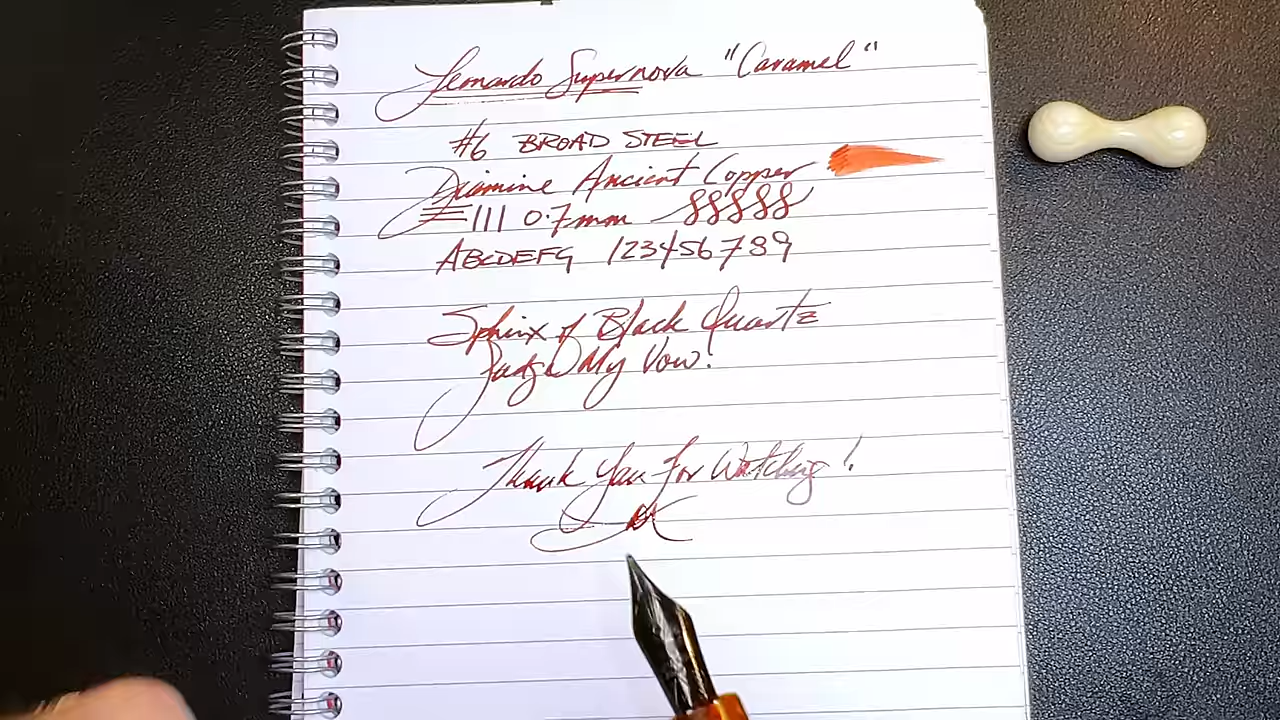 Leonardo Supernova "Caramel"
#6 BROAD STEEL
Diamine Ancient Copper
111 0.7mm 88888
ABCDEFG 123456789
Sphinx of Black Quartz
Judge My Vow!
Thank You For Watching!